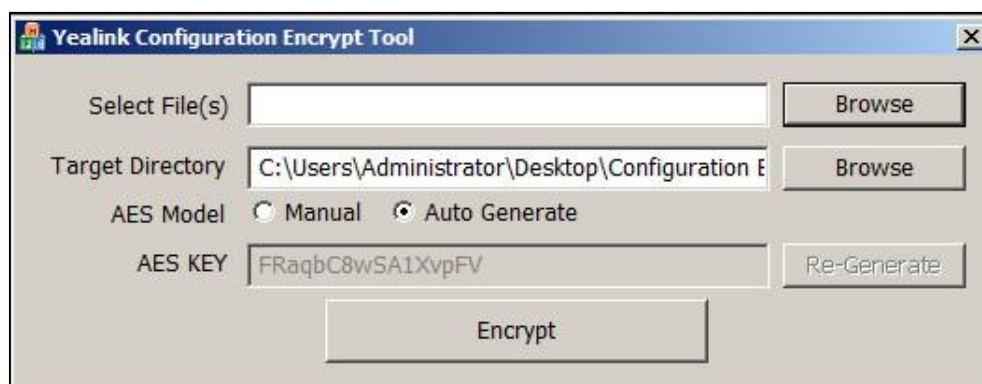 Yealink Configuration Encrypt Tool
Select File(s) Browse
Target Directory C:\Users\Administrator\Desktop\Configuration E Browse
AES Model Manual Auto Generate
AES KEY FRaqbC8wSA1XvpFV Re-Generate
Encrypt